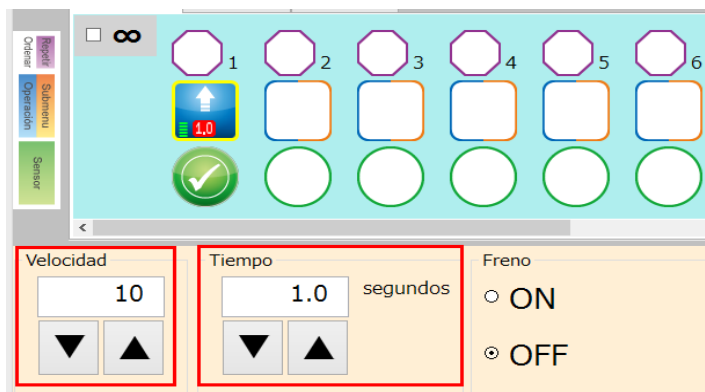 Repetir
Ordenar
Submenu
Operación
Sensor
∞
1 2 3 4 5 6
1.0
Velocidad
10
Tiempo
1.0 segundos
Freno
ON
OFF